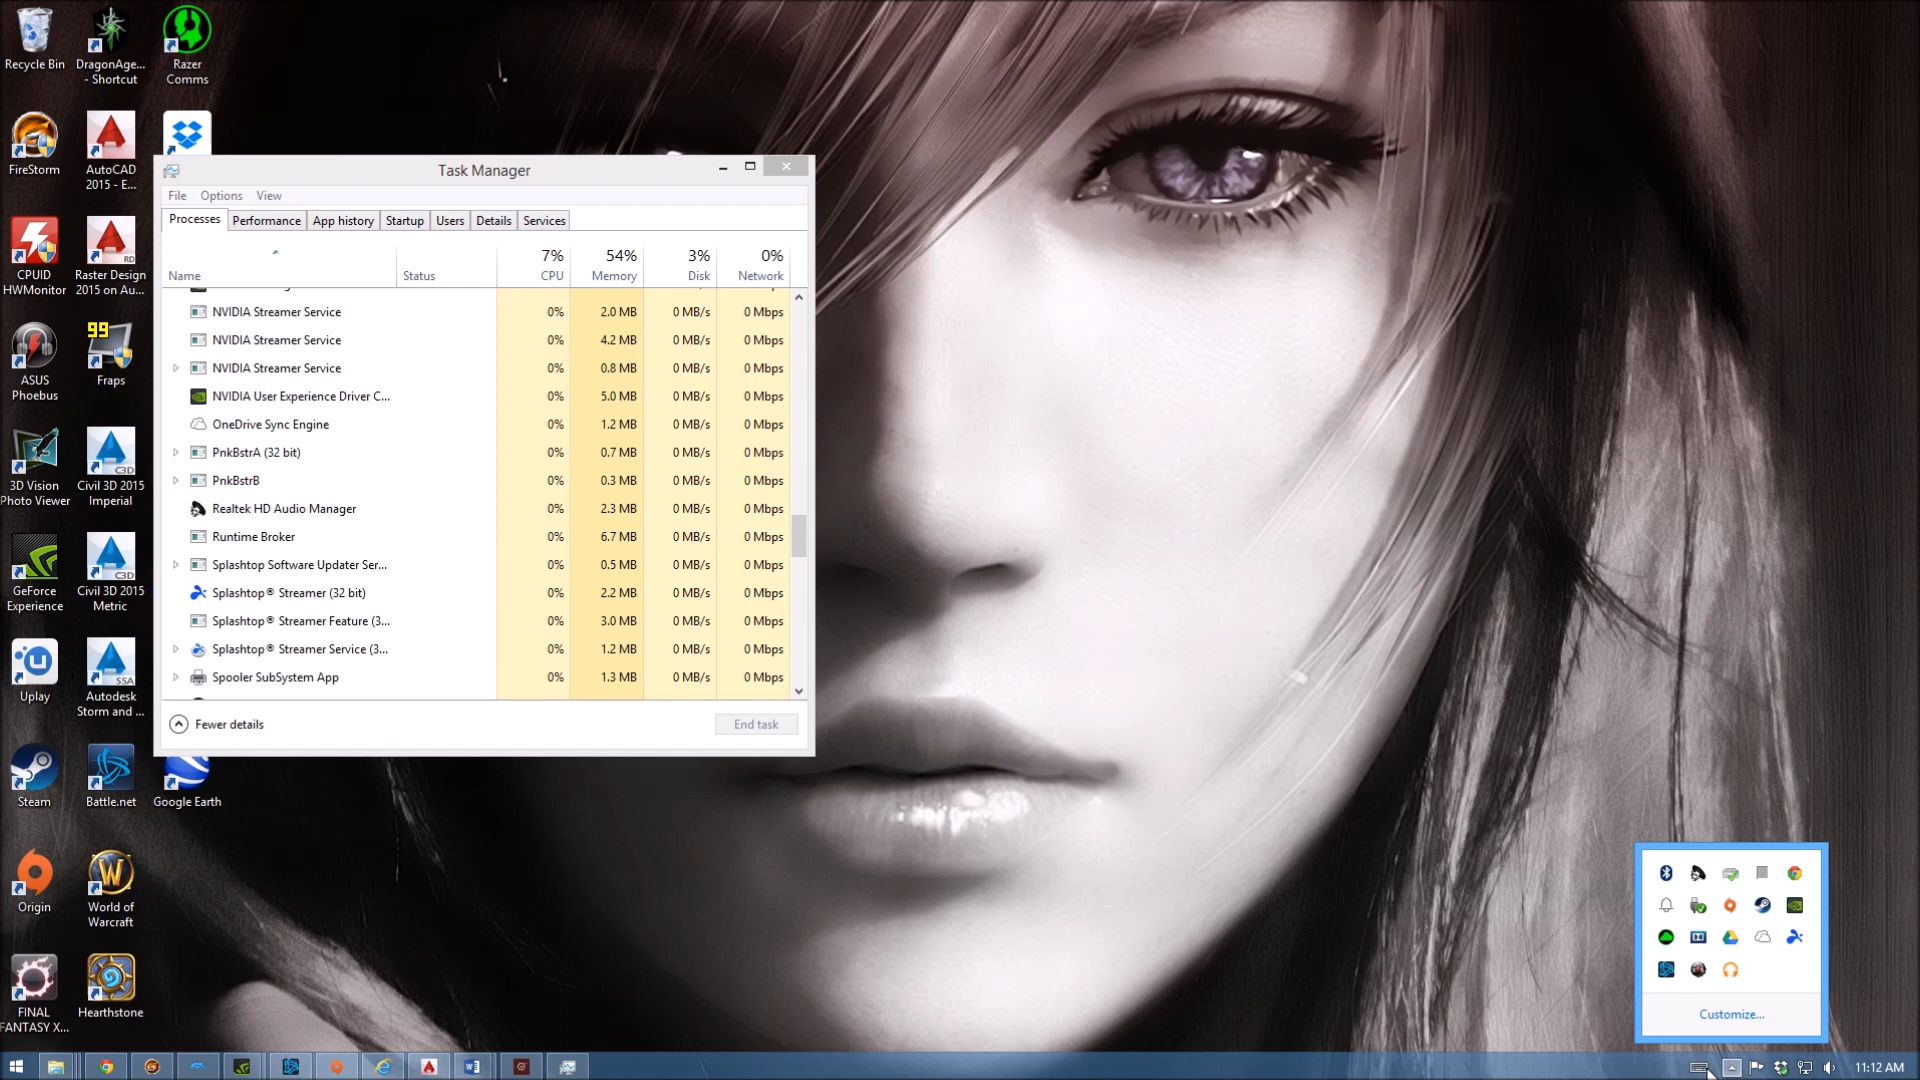 Recycle Bin
DragonAge...
- Shortcut
Razer
Comms
FireStorm
AutoCAD
2015 - E...
CPUID
HWMonitor
Raster Design
2015 on Au...
ASUS
Phoebus
99
Fraps
3D Vision
Photo Viewer
C3D
Civil 3D 2015
Imperial
GeForce
Experience
C3D
Civil 3D 2015
Metric
Uplay
SSA
Autodesk
Storm and ...
Steam
Battle.net
Google Earth
Origin
World of
Warcraft
FINAL
FANTASY X...
Hearthstone
Task Manager
File Options View
Processes Performance App history Startup Users Details Services
7% 54% 3% 0%
Name Status CPU Memory Disk Network
NVIDIA Streamer Service 0% 2.0 MB 0 MB/s 0 Mbps
NVIDIA Streamer Service 0% 4.2 MB 0 MB/s 0 Mbps
NVIDIA Streamer Service 0% 0.8 MB 0 MB/s 0 Mbps
NVIDIA User Experience Driver C... 0% 5.0 MB 0 MB/s 0 Mbps
OneDrive Sync Engine 0% 1.2 MB 0 MB/s 0 Mbps
PnkBstrA (32 bit) 0% 0.7 MB 0 MB/s 0 Mbps
PnkBstrB 0% 0.3 MB 0 MB/s 0 Mbps
Realtek HD Audio Manager 0% 2.3 MB 0 MB/s 0 Mbps
Runtime Broker 0% 6.7 MB 0 MB/s 0 Mbps
Splashtop Software Updater Ser... 0% 0.5 MB 0 MB/s 0 Mbps
Splashtop® Streamer (32 bit) 0% 2.2 MB 0 MB/s 0 Mbps
Splashtop® Streamer Feature (3... 0% 3.0 MB 0 MB/s 0 Mbps
Splashtop® Streamer Service (3... 0% 1.2 MB 0 MB/s 0 Mbps
Spooler SubSystem App 0% 1.3 MB 0 MB/s 0 Mbps
Fewer details End task
Customize...
11:12 AM